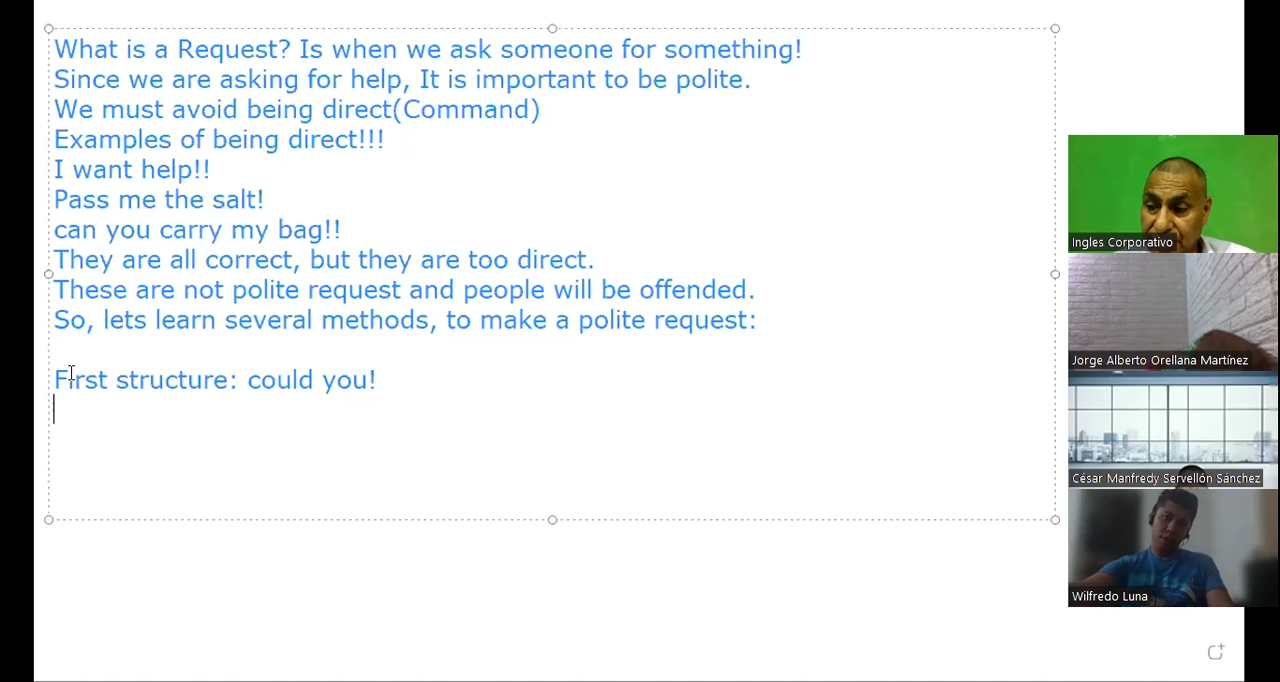 What is a Request? Is when we ask someone for something!
Since we are asking for help, It is important to be polite.
We must avoid being direct(Command)
Examples of being direct!!!
I want help!!
Pass me the salt!
can you carry my bag!!
They are all correct, but they are too direct.
These are not polite request and people will be offended.
So, lets learn several methods, to make a polite request:
First structure: could you!
Ingles Corporativo
Jorge Alberto Orellana Martínez
César Manfredy Servellón Sánchez
Wilfredo Luna